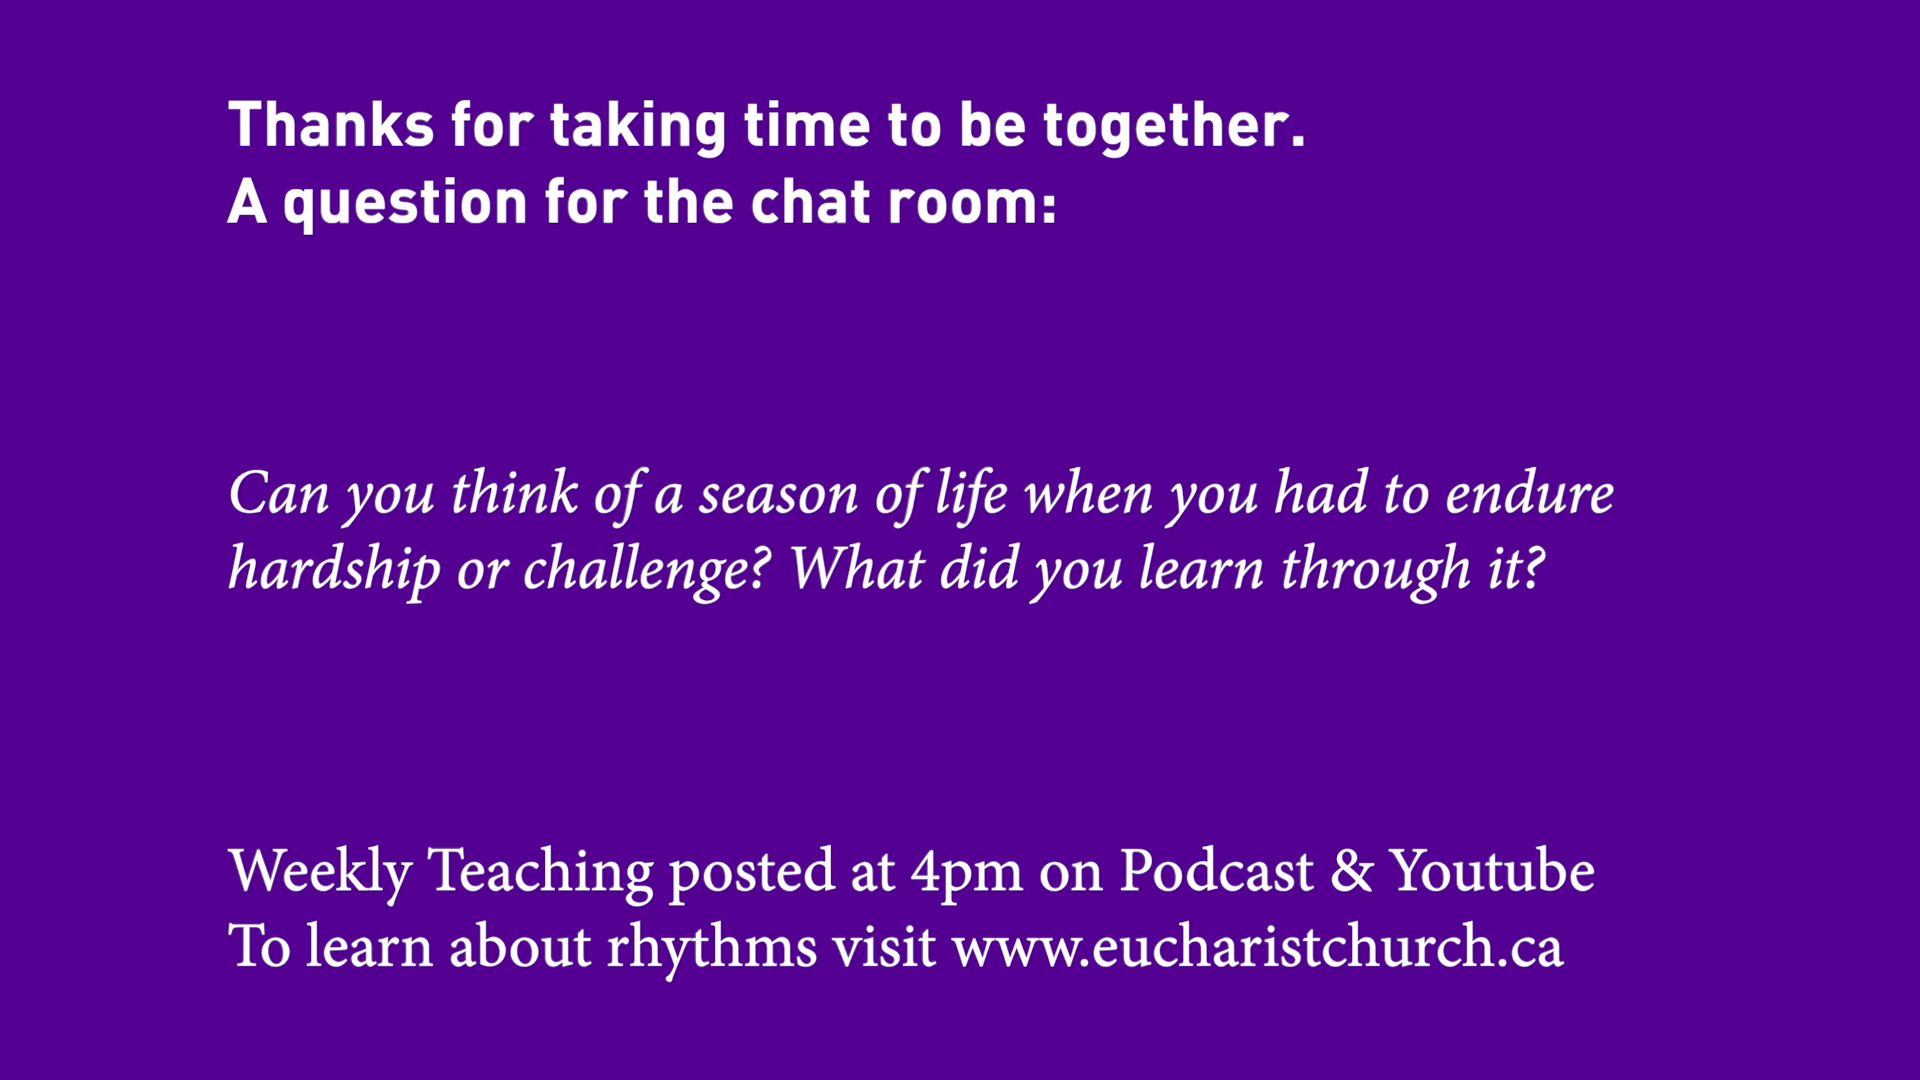 Thanks for taking time to be together.
A question for the chat room:
Can you think of a season of life when you had to endure
hardship or challenge? What did you learn through it?
Weekly Teaching posted at 4pm on Podcast & Youtube
To learn about rhythms visit www.eucharistchurch.ca